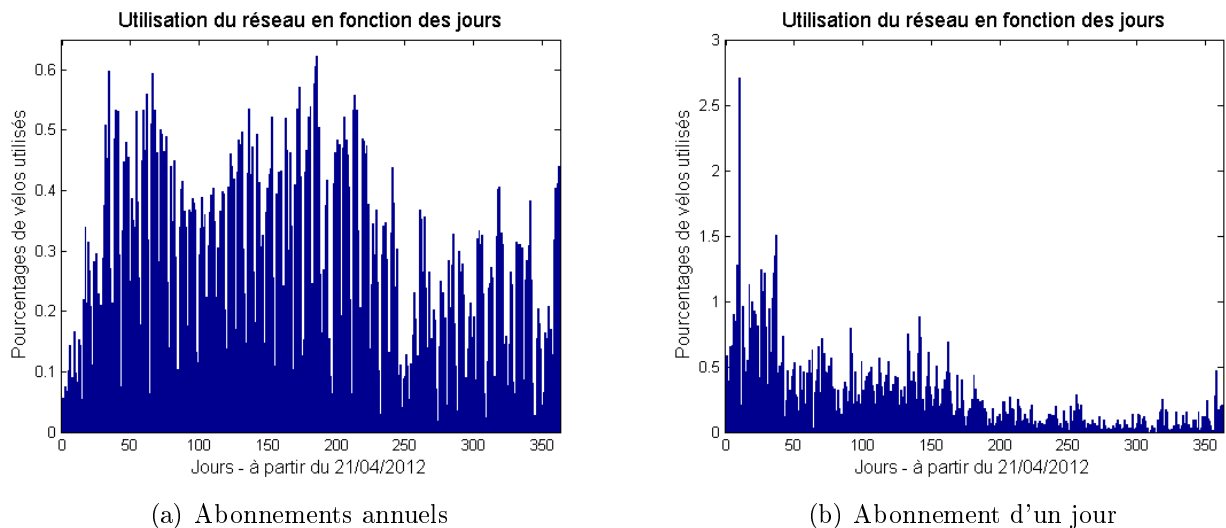 Utilisation du réseau en fonction des jours
Pourcentages de vélos utilisés
0.6
0.5
0.4
0.3
0.2
0.1
0
0 50 100 150 200 250 300 350
Jours - à partir du 21/04/2012
(a) Abonnements annuels
Utilisation du réseau en fonction des jours
Pourcentages de vélos utilisés
3
2.5
2
1.5
1
0.5
0
0 50 100 150 200 250 300 350
Jours - à partir du 21/04/2012
(b) Abonnement d'un jour